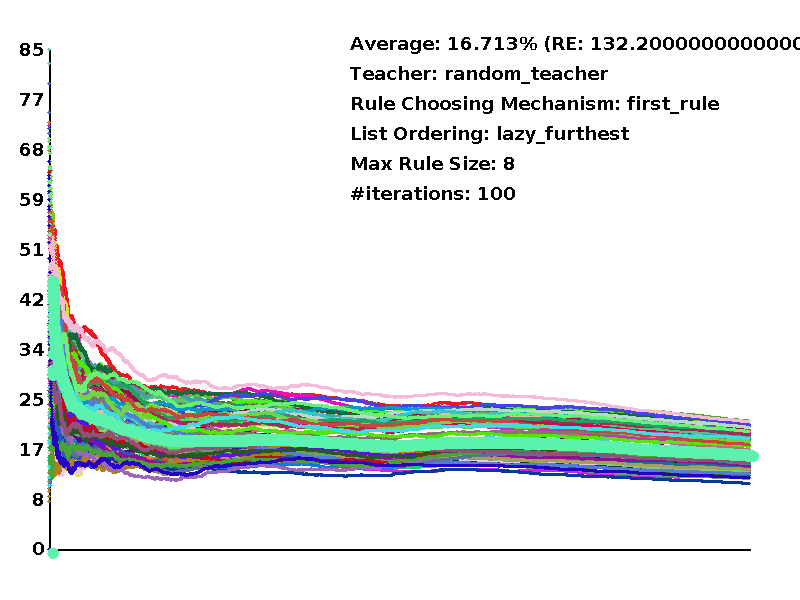 Average: 16.713% (RE: 132.2000000000000
Teacher: random_teacher
Rule Choosing Mechanism: first_rule
List Ordering: lazy_furthest
Max Rule Size: 8
#iterations: 100
85
77
68
59
51
42
34
25
17
8
0